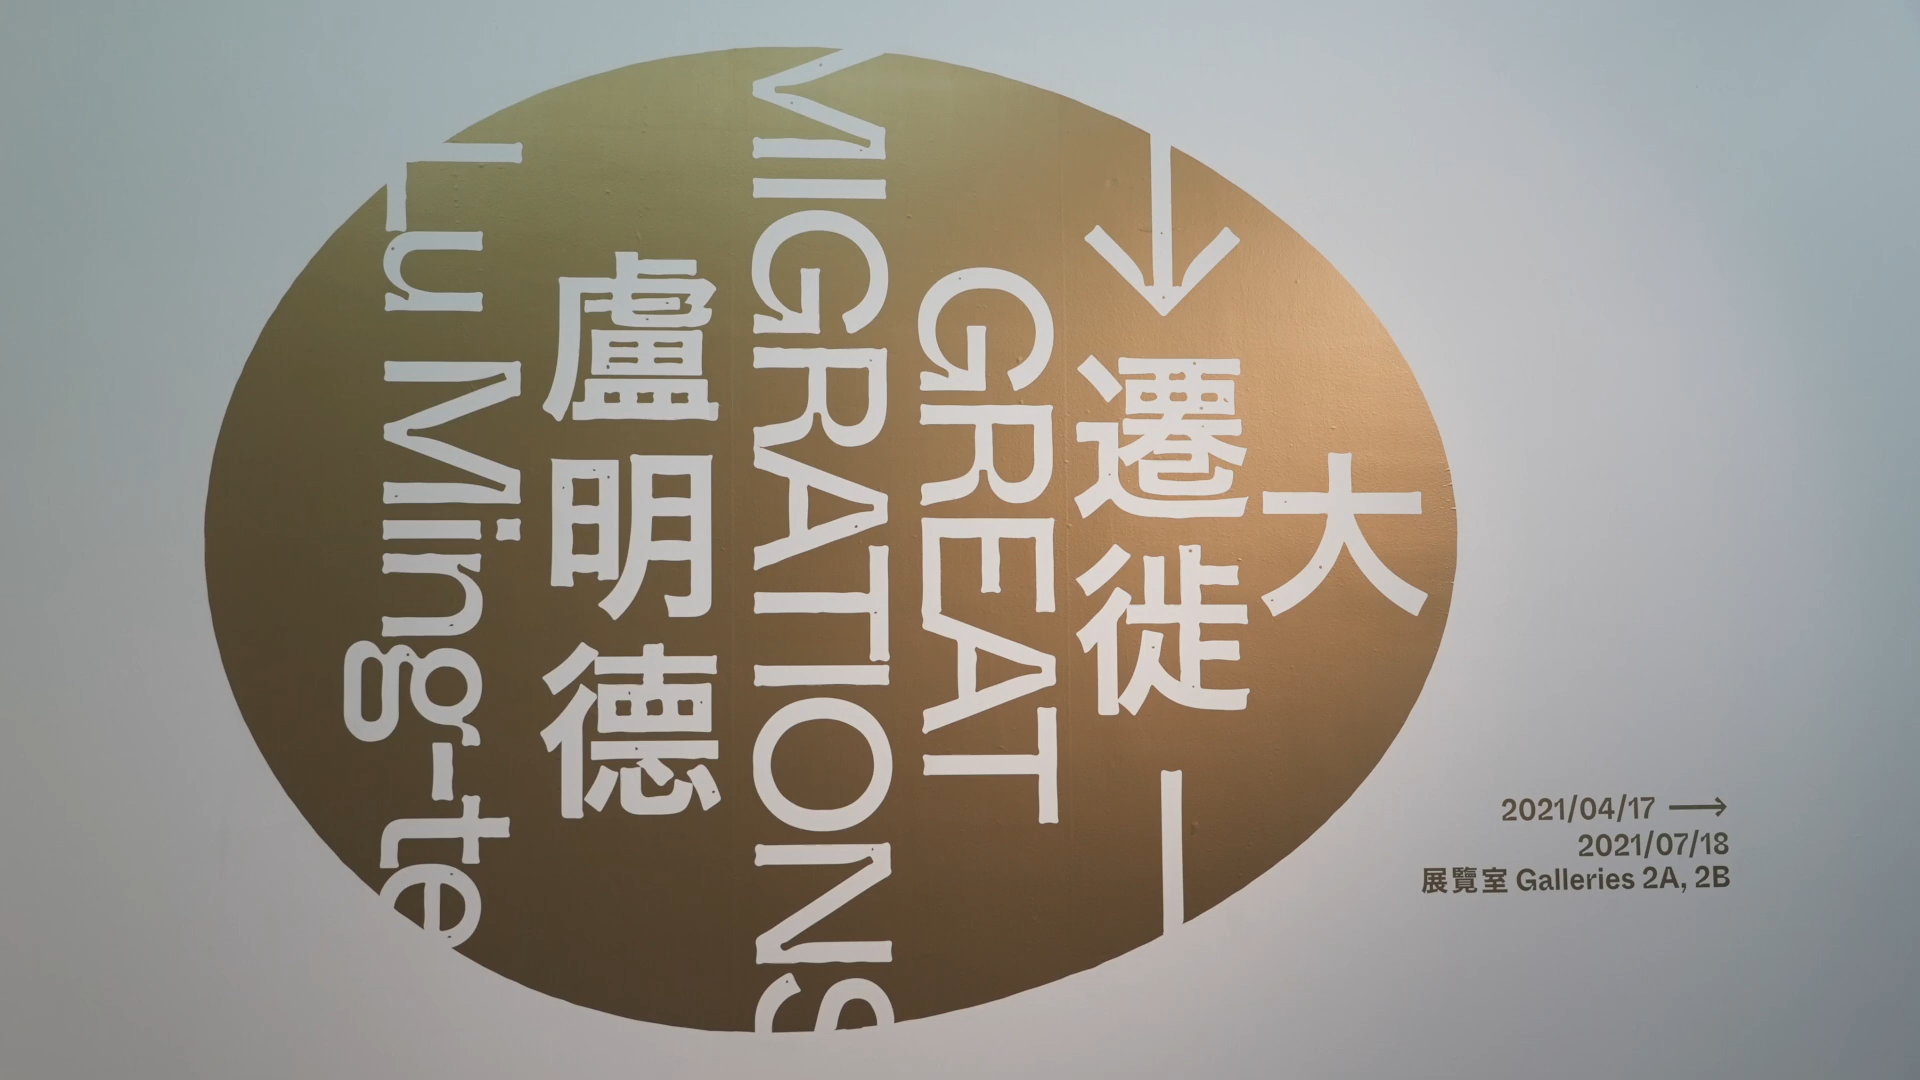 大
遷徙
GREAT
MIGRATIONS
盧明德
Lu Ming-te
2021/04/17
2021/07/18
展覽室 Galleries 2A, 2B